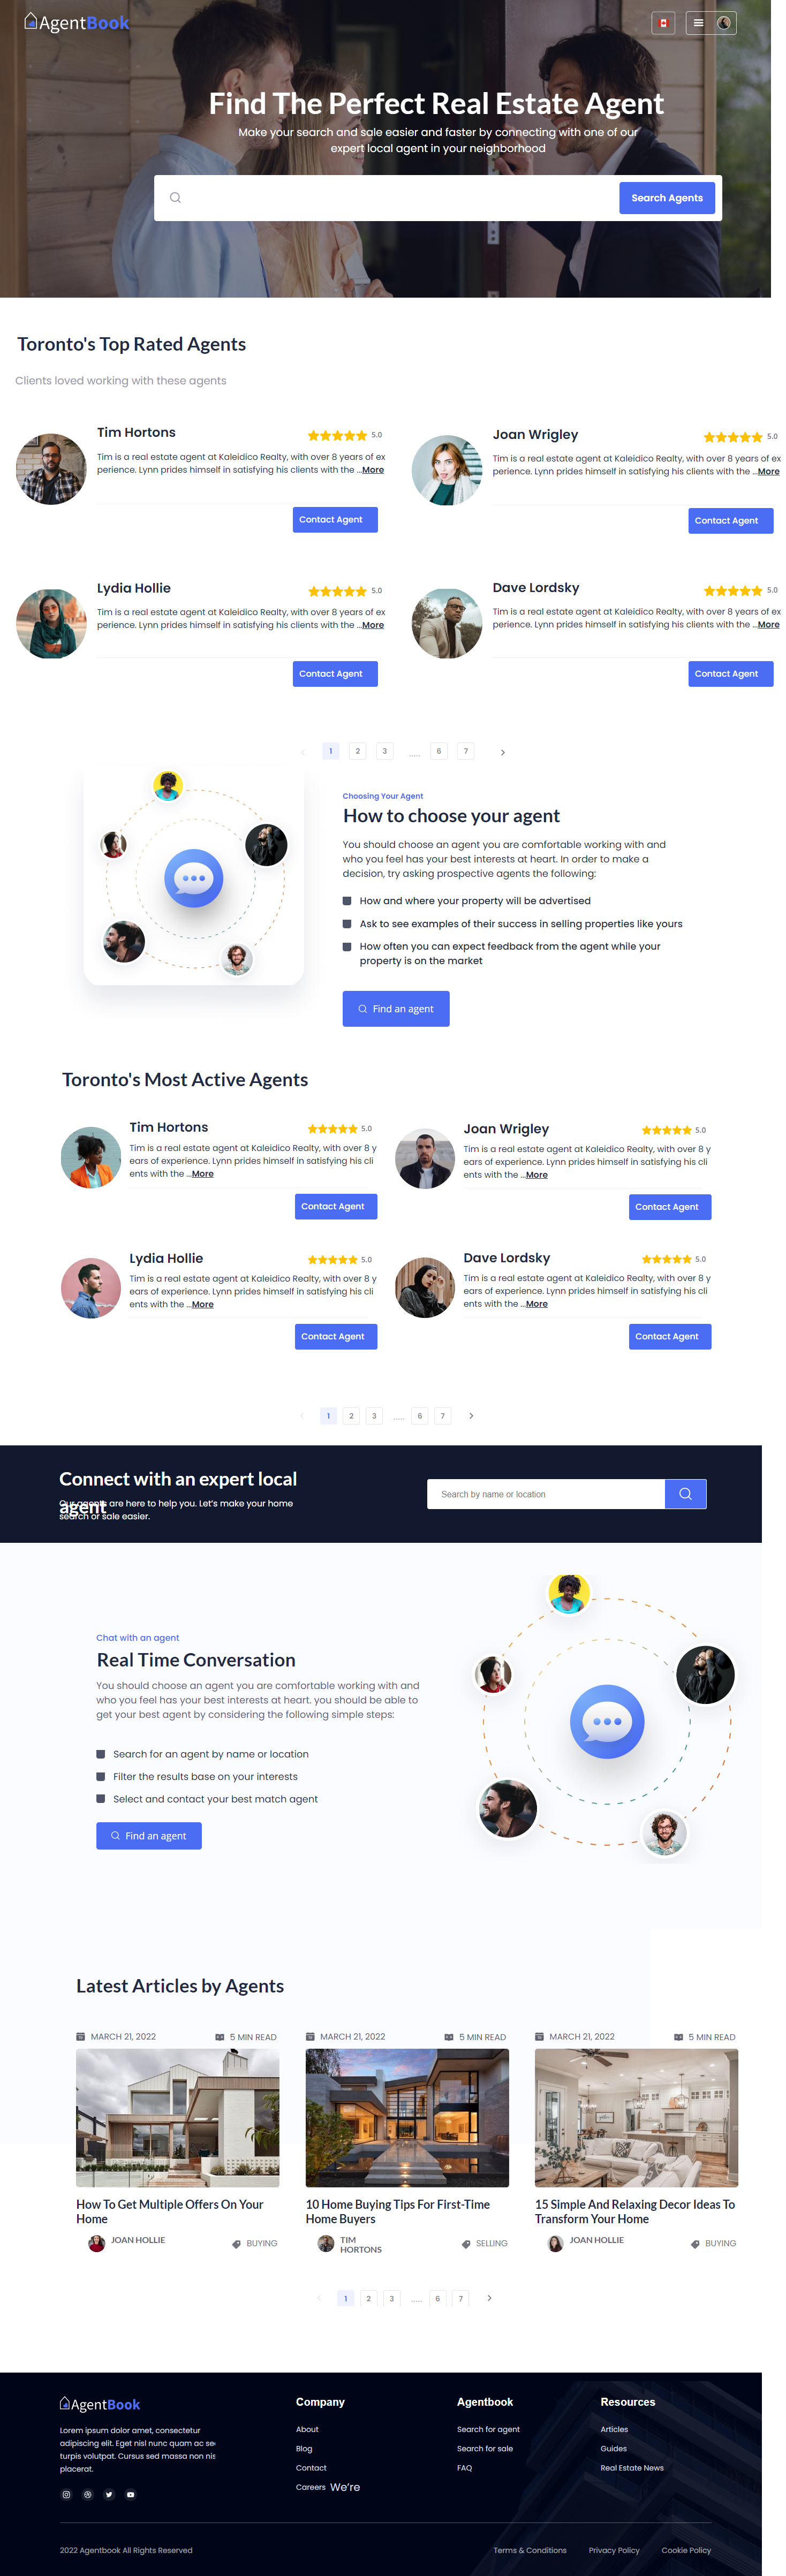 AgentBook
Find The Perfect Real Estate Agent
Make your search and sale easier and faster by connecting with one of our
expert local agent in your neighborhood
Search Agents
Toronto's Top Rated Agents
Clients loved working with these agents
Tim Hortons
5.0
Tim is a real estate agent at Kaleidico Realty, with over 8 years of ex
perience. Lynn prides himself in satisfying his clients with the ...More
Contact Agent
Joan Wrigley
5.0
Tim is a real estate agent at Kaleidico Realty, with over 8 years of ex
perience. Lynn prides himself in satisfying his clients with the ...More
Contact Agent
Lydia Hollie
5.0
Tim is a real estate agent at Kaleidico Realty, with over 8 years of ex
perience. Lynn prides himself in satisfying his clients with the ...More
Contact Agent
Dave Lordsky
5.0
Tim is a real estate agent at Kaleidico Realty, with over 8 years of ex
perience. Lynn prides himself in satisfying his clients with the ...More
Contact Agent
1 2 3 ..... 6 7
Choosing Your Agent
How to choose your agent
You should choose an agent you are comfortable working with and
who you feel has your best interests at heart. In order to make a
decision, try asking prospective agents the following:
How and where your property will be advertised
Ask to see examples of their success in selling properties like yours
How often you can expect feedback from the agent while your
property is on the market
Find an agent
Toronto's Most Active Agents
Tim Hortons
5.0
Tim is a real estate agent at Kaleidico Realty, with over 8 y
ears of experience. Lynn prides himself in satisfying his cli
ents with the ...More
Contact Agent
Joan Wrigley
5.0
Tim is a real estate agent at Kaleidico Realty, with over 8 y
ears of experience. Lynn prides himself in satisfying his cli
ents with the ...More
Contact Agent
Lydia Hollie
5.0
Tim is a real estate agent at Kaleidico Realty, with over 8 y
ears of experience. Lynn prides himself in satisfying his cli
ents with the ...More
Contact Agent
Dave Lordsky
5.0
Tim is a real estate agent at Kaleidico Realty, with over 8 y
ears of experience. Lynn prides himself in satisfying his cli
ents with the ...More
Contact Agent
1 2 3 ..... 6 7
Connect with an expert local
agent
Our agents are here to help you. Let's make your home
search or sale easier.
Search by name or location
Chat with an agent
Real Time Conversation
You should choose an agent you are comfortable working with and
who you feel has your best interests at heart. you should be able to
get your best agent by considering the following simple steps:
Search for an agent by name or location
Filter the results base on your interests
Select and contact your best match agent
Find an agent
Latest Articles by Agents
MARCH 21, 2022
5 MIN READ
How To Get Multiple Offers On Your
Home
JOAN HOLLIE
BUYING
MARCH 21, 2022
5 MIN READ
10 Home Buying Tips For First-Time
Home Buyers
TIM
HORTONS
SELLING
MARCH 21, 2022
5 MIN READ
15 Simple And Relaxing Decor Ideas To
Transform Your Home
JOAN HOLLIE
BUYING
1 2 3 ..... 6 7
AgentBook
Lorem ipsum dolor amet, consectetur
adipiscing elit. Eget nisl nunc quam ac se
turpis volutpat. Cursus sed massa non nis
placerat.
Company
About
Blog
Contact
Careers We're
Agentbook
Search for agent
Search for sale
FAQ
Resources
Articles
Guides
Real Estate News
2022 Agentbook All Rights Reserved
Terms & Conditions
Privacy Policy
Cookie Policy